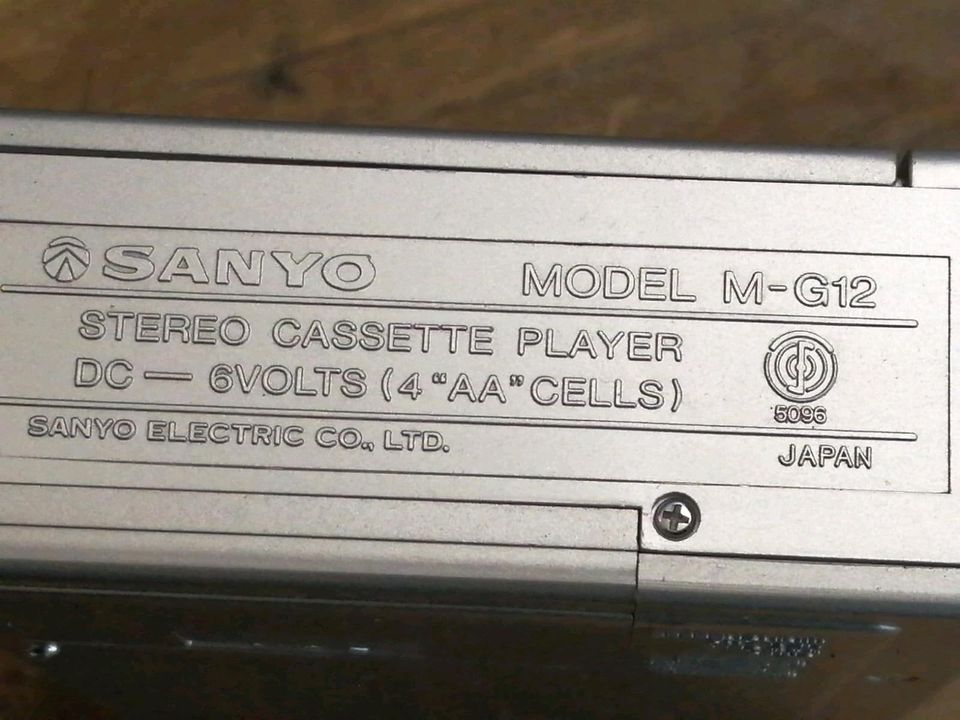 SANYO MODEL M-G12
STEREO CASSETTE PLAYER
DC — 6VOLTS (4 "AA" CELLS)
5096
SANYO ELECTRIC CO., LTD. JAPAN